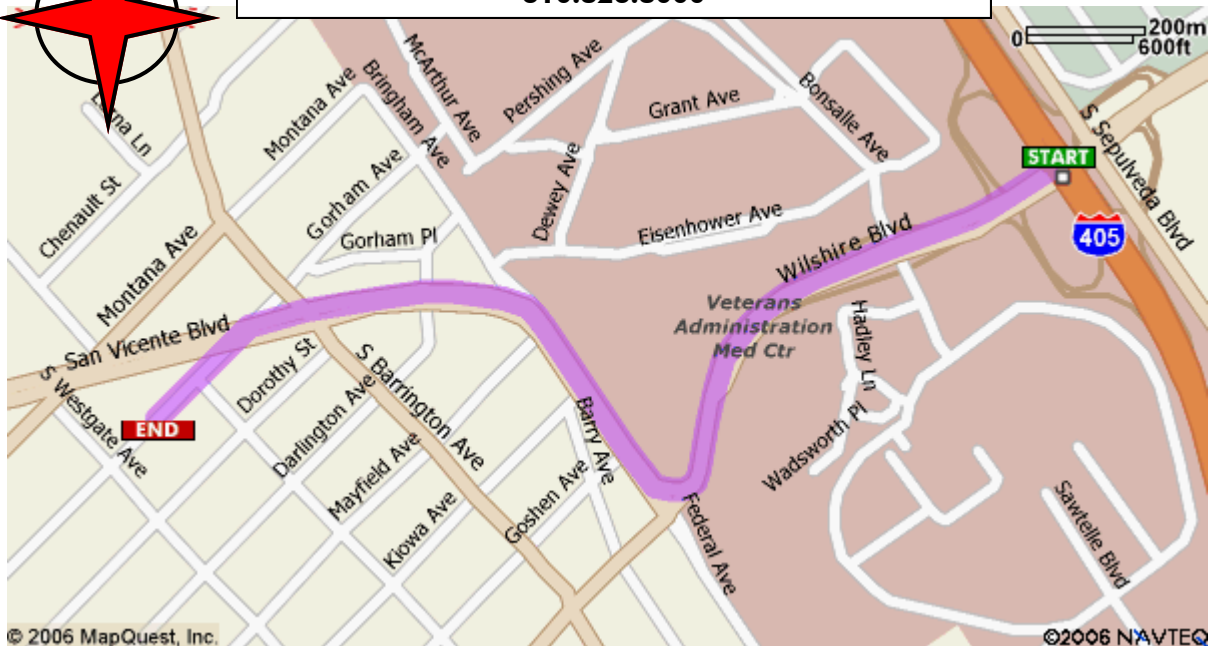 0
200m
600ft
McArthur Ave
Bringham Ave
Pershing Ave
Grant Ave
Bonsalle Ave
S Sepulveda Blvd
START
405
Ln
Montana Ave
Chenault St
Gorham Ave
Dewey Ave
Eisenhower Ave
Wilshire Blvd
Gorham Pl
Montana Ave
Veterans
Administration
Med Ctr
Hadley Ln
San Vicente Blvd
S Westgate Ave
Dorothy St
S Barrington Ave
END
Darlington Ave
Barry Ave
Wadsworth Pl
Mayfield Ave
Goshen Ave
Kiowa Ave
Federal Ave
Sawtelle Blvd
© 2006 MapQuest, Inc.
©2006 NAVTEQ